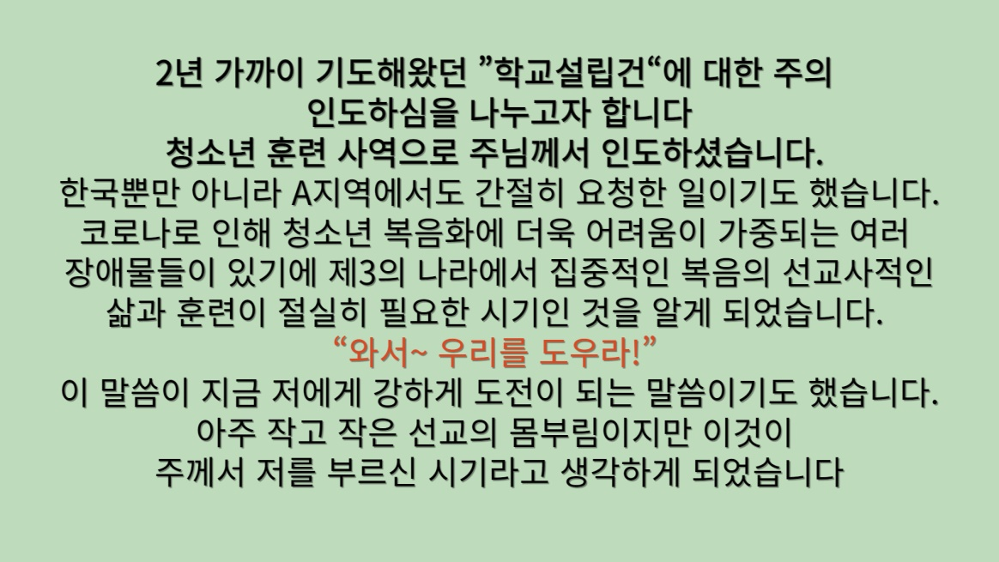 2년 가까이 기도해왔던 ”학교설립건“에 대한 주의
인도하심을 나누고자 합니다
청소년 훈련 사역으로 주님께서 인도하셨습니다.
한국뿐만 아니라 A지역에서도 간절히 요청한 일이기도 했습니다.
코로나로 인해 청소년 복음화에 더욱 어려움이 가중되는 여러
장애물들이 있기에 제3의 나라에서 집중적인 복음의 선교사적인
삶과 훈련이 절실히 필요한 시기인 것을 알게 되었습니다.
“와서~ 우리를 도우라!”
이 말씀이 지금 저에게 강하게 도전이 되는 말씀이기도 했습니다.
아주 작고 작은 선교의 몸부림이지만 이것이
주께서 저를 부르신 시기라고 생각하게 되었습니다